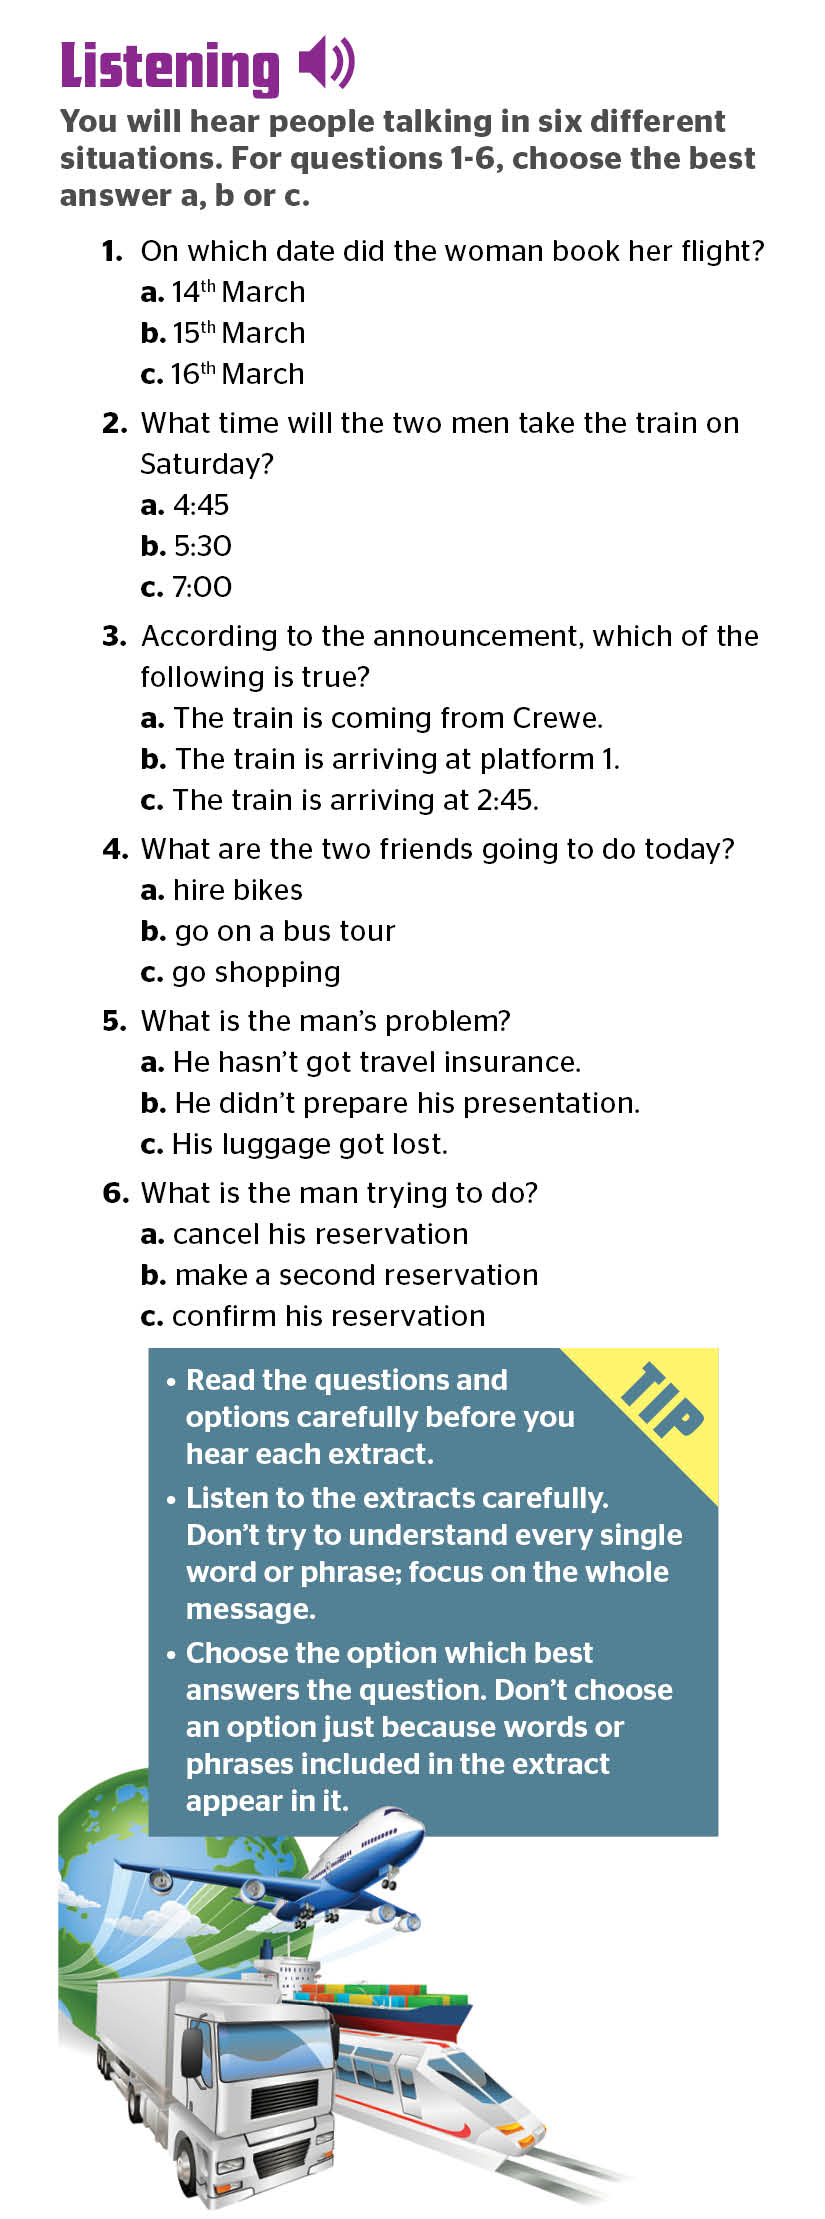 Listening
You will hear people talking in six different
situations. For questions 1-6, choose the best
answer a, b or c.
1. On which date did the woman book her flight?
a. 14th March
b. 15th March
c. 16th March
2. What time will the two men take the train on
Saturday?
a. 4:45
b. 5:30
c. 7:00
3. According to the announcement, which of the
following is true?
a. The train is coming from Crewe.
b. The train is arriving at platform 1.
c. The train is arriving at 2:45.
4. What are the two friends going to do today?
a. hire bikes
b. go on a bus tour
c. go shopping
5. What is the man's problem?
a. He hasn't got travel insurance.
b. He didn't prepare his presentation.
c. His luggage got lost.
6. What is the man trying to do?
a. cancel his reservation
b. make a second reservation
c. confirm his reservation
TIP
• Read the questions and
options carefully before you
hear each extract.
• Listen to the extracts carefully.
Don't try to understand every single
word or phrase; focus on the whole
message.
• Choose the option which best
answers the question. Don't choose
an option just because words or
phrases included in the extract
appear in it.